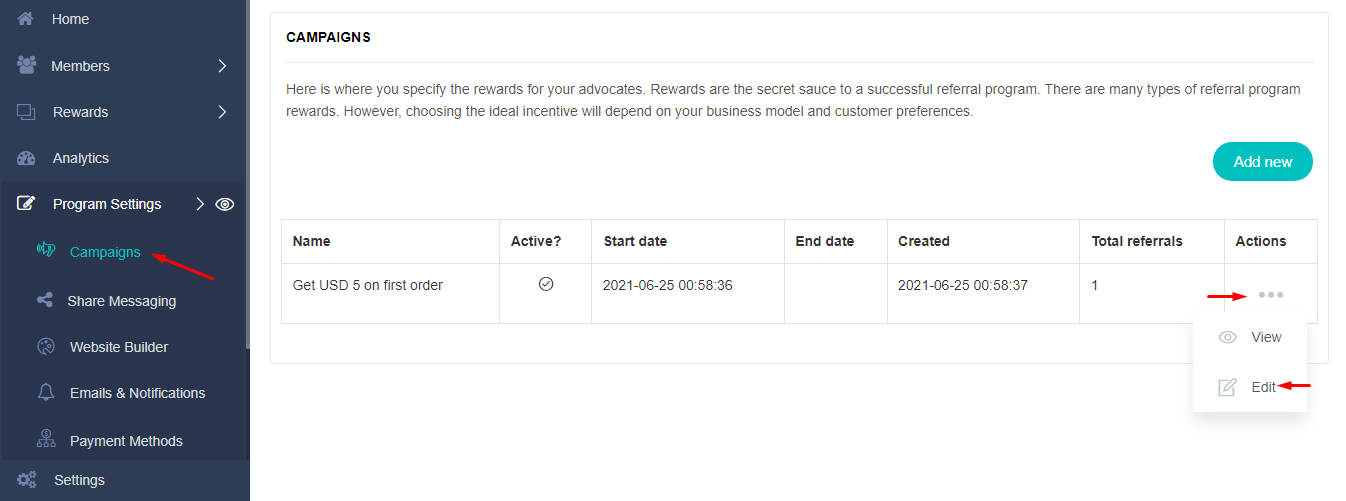 Home
Members
Rewards
Analytics
Program Settings
Campaigns
Share Messaging
Website Builder
Emails & Notifications
Payment Methods
Settings
CAMPAIGNS
Here is where you specify the rewards for your advocates. Rewards are the secret sauce to a successful referral program. There are many types of referral program
rewards. However, choosing the ideal incentive will depend on your business model and customer preferences.
Add new
Name Active? Start date End date Created Total referrals Actions
Get USD 5 on first order 2021-06-25 00:58:36 2021-06-25 00:58:37 1
View
Edit